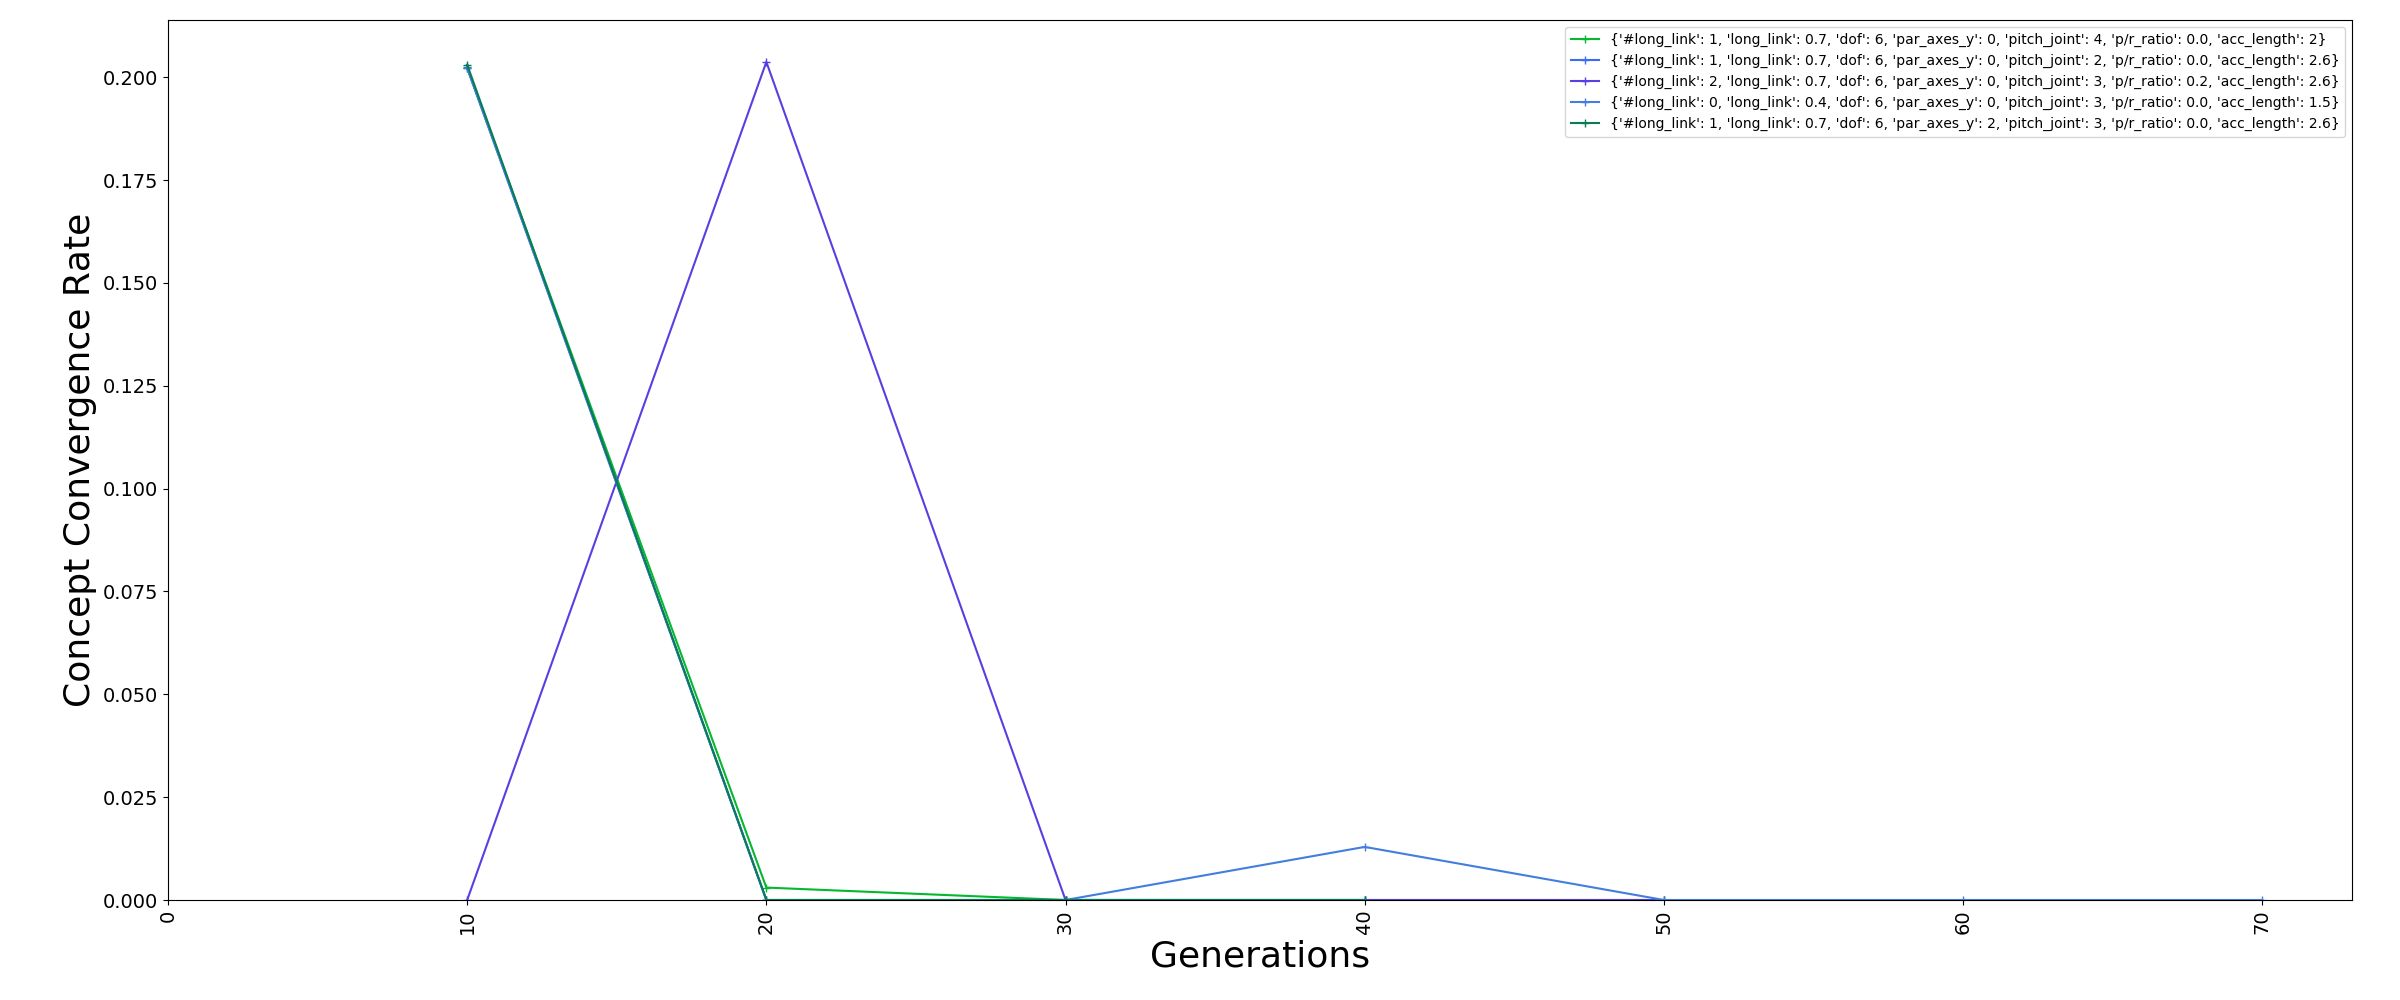 {'#long_link': 1, 'long_link': 0.7, 'dof': 6, 'par_axes_y': 0, 'pitch_joint': 4, 'p/r_ratio': 0.0, 'acc_length': 2}
{'#long_link': 1, 'long_link': 0.7, 'dof': 6, 'par_axes_y': 0, 'pitch_joint': 2, 'p/r_ratio': 0.0, 'acc_length': 2.6}
{'#long_link': 2, 'long_link': 0.7, 'dof': 6, 'par_axes_y': 0, 'pitch_joint': 3, 'p/r_ratio': 0.2, 'acc_length': 2.6}
{'#long_link': 0, 'long_link': 0.4, 'dof': 6, 'par_axes_y': 0, 'pitch_joint': 3, 'p/r_ratio': 0.0, 'acc_length': 1.5}
{'#long_link': 1, 'long_link': 0.7, 'dof': 6, 'par_axes_y': 2, 'pitch_joint': 3, 'p/r_ratio': 0.0, 'acc_length': 2.6}
Concept Convergence Rate
0.200
0.175
0.150
0.125
0.100
0.075
0.050
0.025
0.000
0
10
20
30
40
50
60
70
Generations